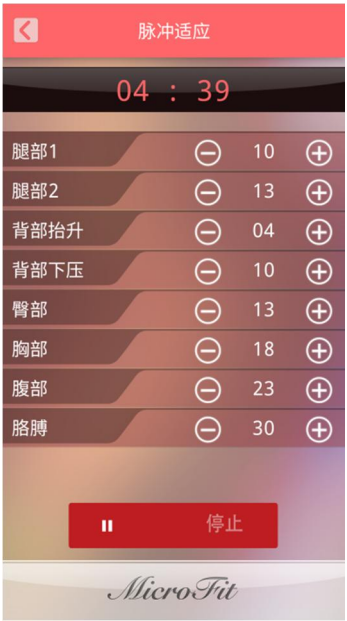 脉冲适应
04 : 39
腿部1 10
腿部2 13
背部抬升 04
背部下压 10
臀部 13
胸部 18
腹部 23
胳膊 30
停止
MicroFit